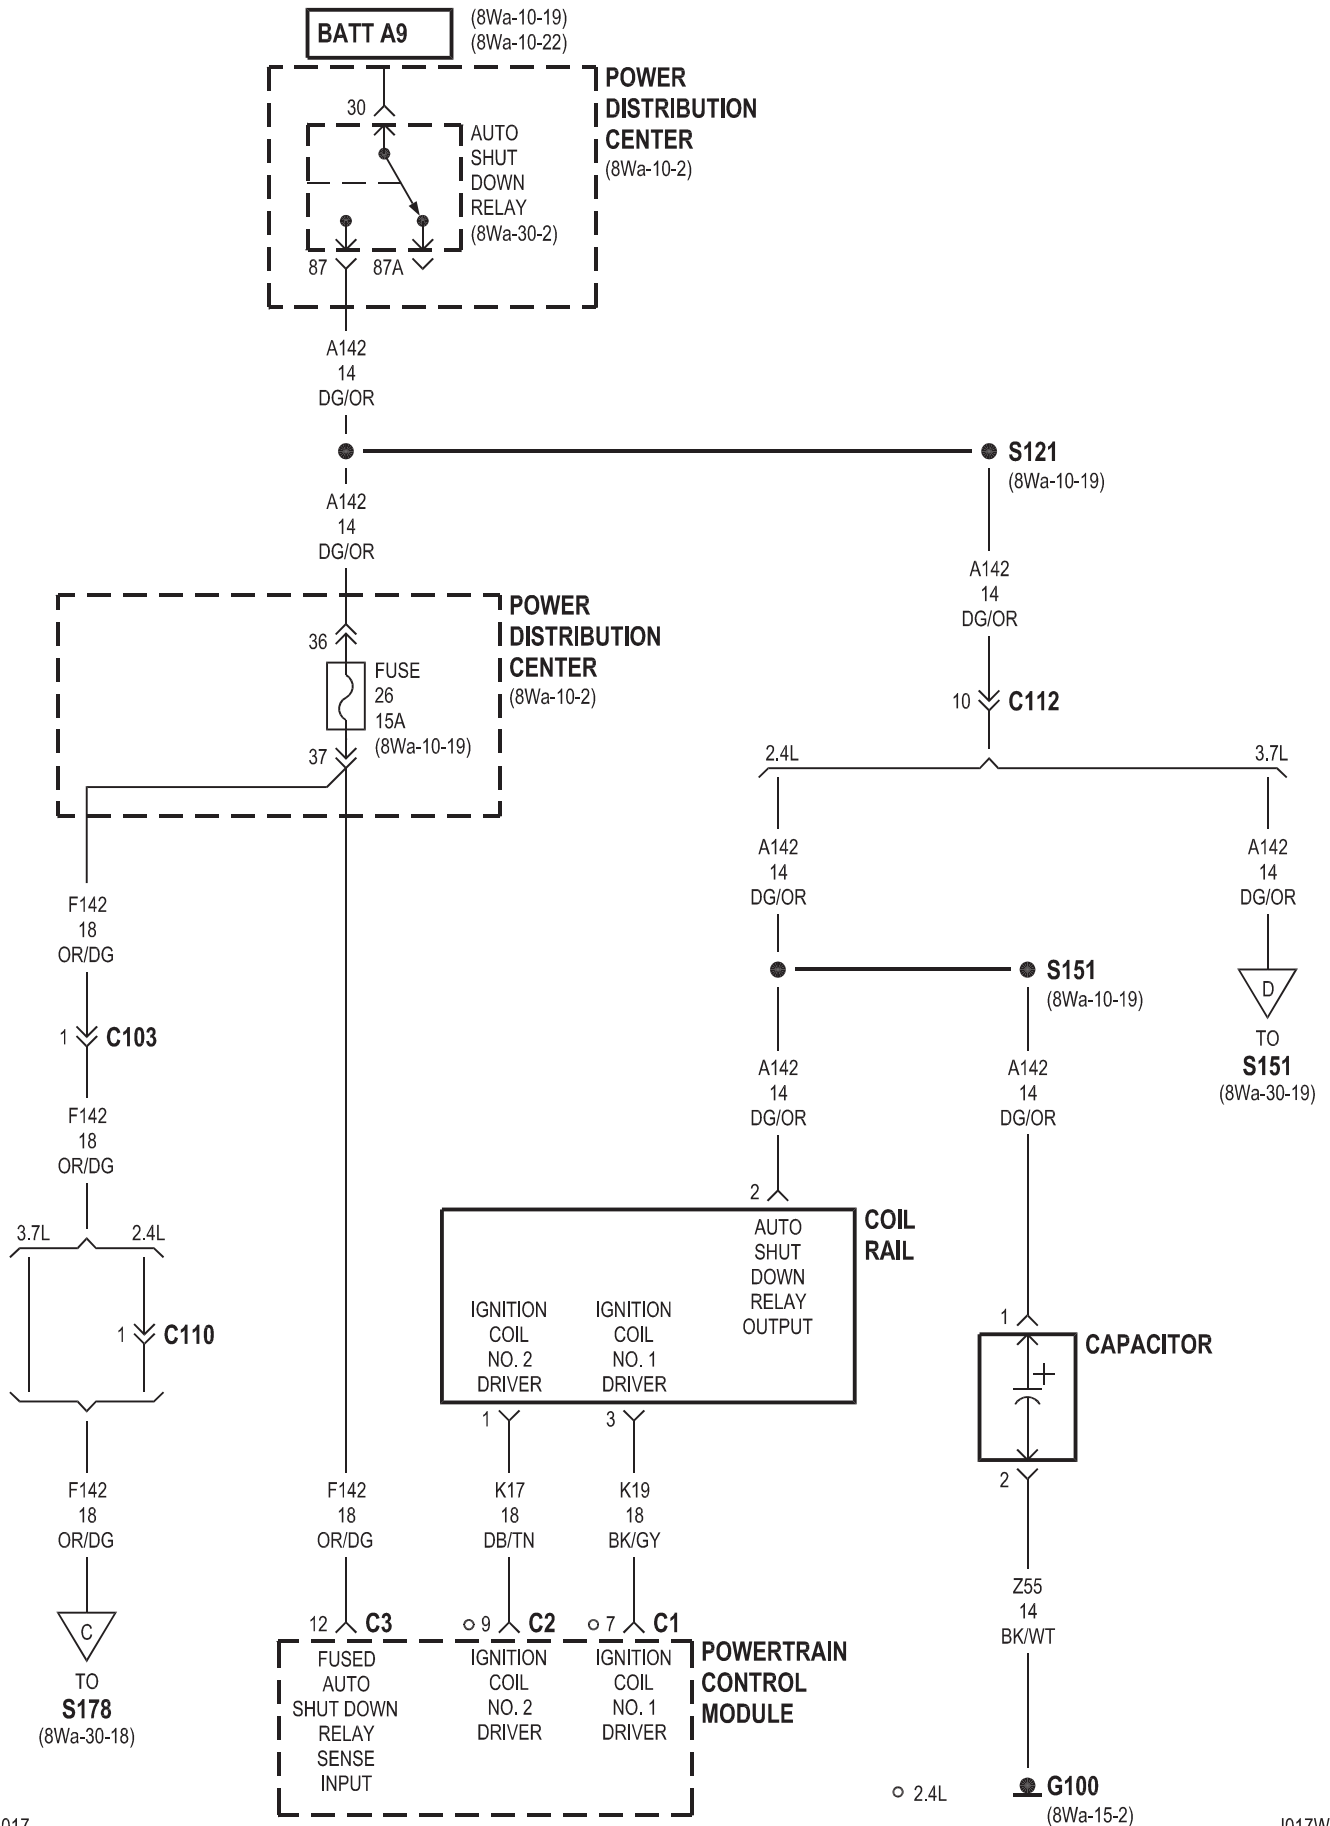 BATT A9
(8Wa-10-19)
(8Wa-10-22)
POWER
DISTRIBUTION
CENTER
(8Wa-10-2)
30
AUTO
SHUT
DOWN
RELAY
(8Wa-30-2)
87
87A
A142
14
DG/OR
S121
(8Wa-10-19)
A142
14
DG/OR
A142
14
DG/OR
POWER
DISTRIBUTION
CENTER
(8Wa-10-2)
36
FUSE
26
15A
(8Wa-10-19)
37
10
C112
2.4L
3.7L
A142
14
DG/OR
A142
14
DG/OR
F142
18
OR/DG
S151
(8Wa-10-19)
D
TO
S151
(8Wa-30-19)
1
C103
A142
14
DG/OR
A142
14
DG/OR
F142
18
OR/DG
2
3.7L
2.4L
COIL
RAIL
AUTO
SHUT
DOWN
RELAY
OUTPUT
IGNITION
COIL
NO. 2
DRIVER
IGNITION
COIL
NO. 1
DRIVER
1
C110
1
CAPACITOR
+
1
3
2
F142
18
OR/DG
F142
18
OR/DG
K17
18
DB/TN
K19
18
BK/GY
Z55
14
BK/WT
C
TO
S178
(8Wa-30-18)
12
C3
9
C2
7
C1
FUSED
AUTO
SHUT DOWN
RELAY
SENSE
INPUT
IGNITION
COIL
NO. 2
DRIVER
IGNITION
COIL
NO. 1
DRIVER
POWERTRAIN
CONTROL
MODULE
2.4L
G100
(8Wa-15-2)